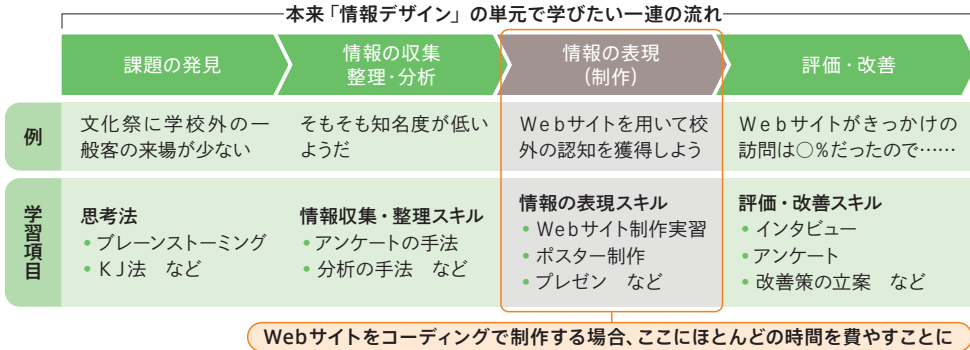 本来「情報デザイン」の単元で学びたい一連の流れ
課題の発見
情報の収集
整理・分析
情報の表現
(制作)
評価・改善
例
文化祭に学校外の一
般客の来場が少ない
そもそも知名度が低い
ようだ
Webサイトを用いて校
外の認知を獲得しよう
Webサイトがきっかけの
訪問は○%だったので……
学習項目
思考法
• ブレーンストーミング
• KJ法 など
情報収集・整理スキル
• アンケートの手法
• 分析の手法 など
情報の表現スキル
• Webサイト制作実習
• ポスター制作
• プレゼン など
評価・改善スキル
• インタビュー
• アンケート
• 改善策の立案 など
Webサイトをコーディングで制作する場合、ここにほとんどの時間を費やすことに